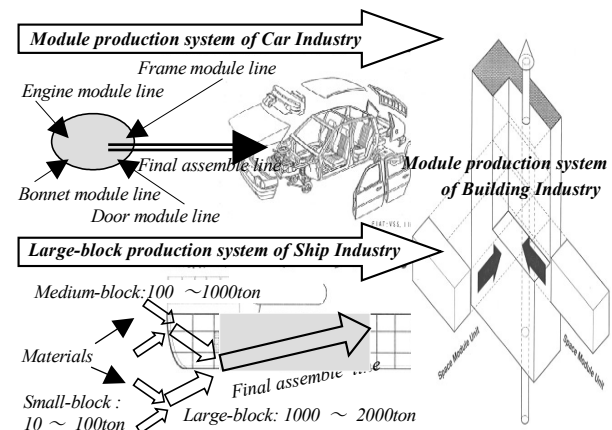 Module production system of Car Industry
Frame module line
Engine module line
Final assemble line
Bonnet module line
Door module line
FIAT-VSS,
Module production system
of Building Industry
Large-block production system of Ship Industry
Medium-block:100 ～1000ton
Materials
Final assemble line
Small-block :
10 ～ 100ton
Large-block: 1000 ～ 2000ton
Space Module Unit
Space Module Unit